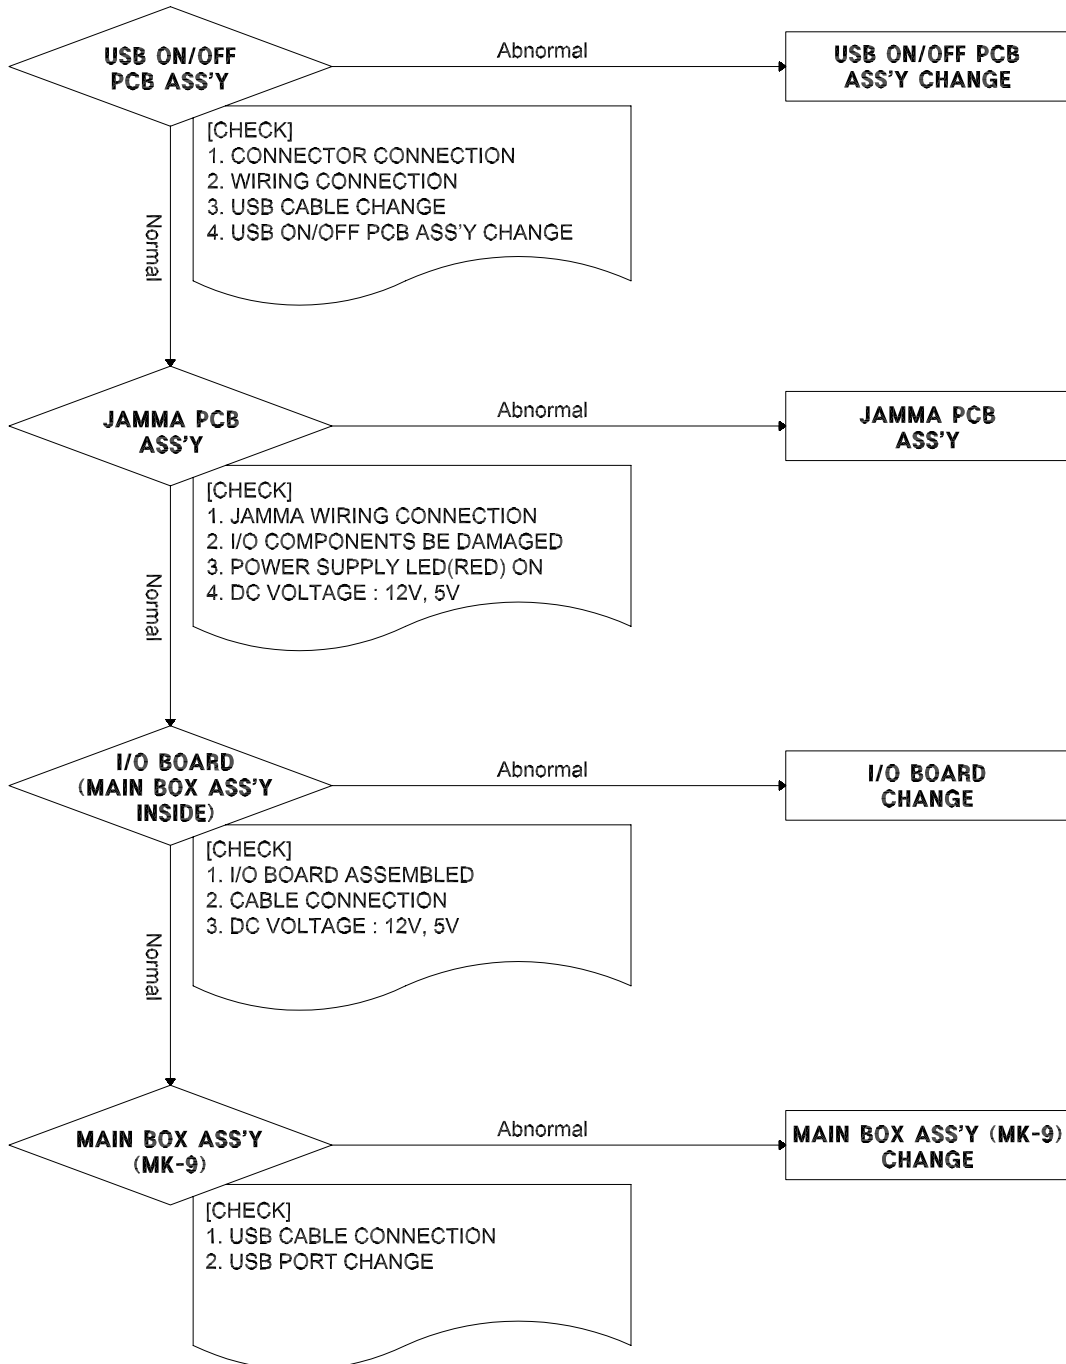 USB ON/OFF
PCB ASS'Y
Abnormal
USB ON/OFF PCB
ASS'Y CHANGE
[CHECK]
1. CONNECTOR CONNECTION
2. WIRING CONNECTION
3. USB CABLE CHANGE
4. USB ON/OFF PCB ASS'Y CHANGE
Normal
JAMMA PCB
ASS'Y
Abnormal
JAMMA PCB
ASS'Y
[CHECK]
1. JAMMA WIRING CONNECTION
2. I/O COMPONENTS BE DAMAGED
3. POWER SUPPLY LED(RED) ON
4. DC VOLTAGE : 12V, 5V
Normal
I/O BOARD
(MAIN BOX ASS'Y
INSIDE)
Abnormal
I/O BOARD
CHANGE
[CHECK]
1. I/O BOARD ASSEMBLED
2. CABLE CONNECTION
3. DC VOLTAGE : 12V, 5V
Normal
MAIN BOX ASS'Y
(MK-9)
Abnormal
MAIN BOX ASS'Y (MK-9)
CHANGE
[CHECK]
1. USB CABLE CONNECTION
2. USB PORT CHANGE